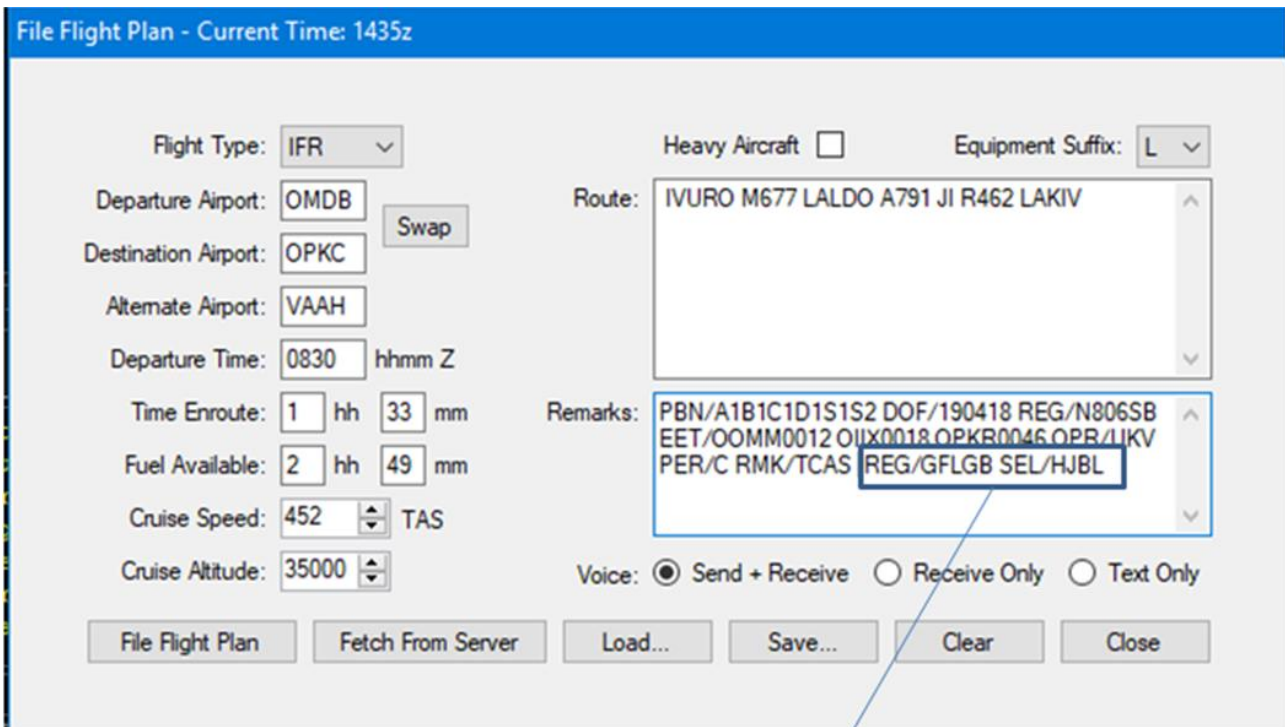 File Flight Plan - Current Time: 1435z
Flight Type: IFR
Heavy Aircraft
Equipment Suffix: L
Departure Airport: OMDB
Swap
Destination Airport: OPKC
Alternate Airport: VAAH
Departure Time: 0830 hhmm Z
Time Enroute: 1 hh 33 mm
Fuel Available: 2 hh 49 mm
Cruise Speed: 452 TAS
Cruise Altitude: 35000
Route: IVURO M677 LALDO A791 JI R462 LAKIV
Remarks: PBN/A1B1C1D1S1S2 DOF/190418 REG/N806SB
EET/OOMM0012 OIIX0018 OPKR0046 OPR/UKV
PER/C RMK/TCAS REG/GFLGB SEL/HJBL
Voice: Send + Receive Receive Only Text Only
File Flight Plan Fetch From Server Load... Save... Clear Close